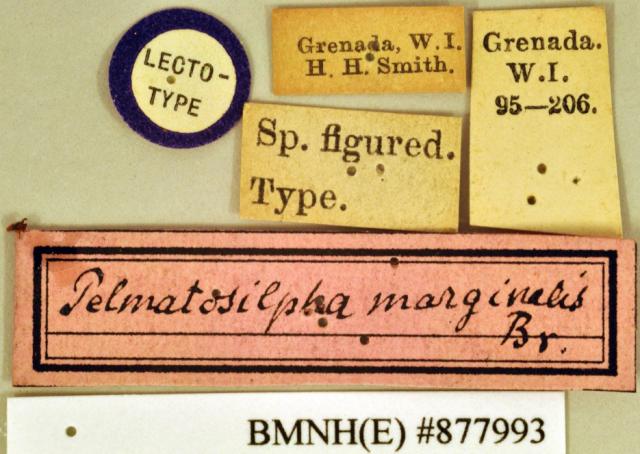 LECTO-
TYPE
Grenada, W.I.
H. H. Smith.
Grenada.
W.I.
95—206.
Sp. figured.
Type.
Pelmatosilpha marginalis
Br.
BMNH(E) #877993